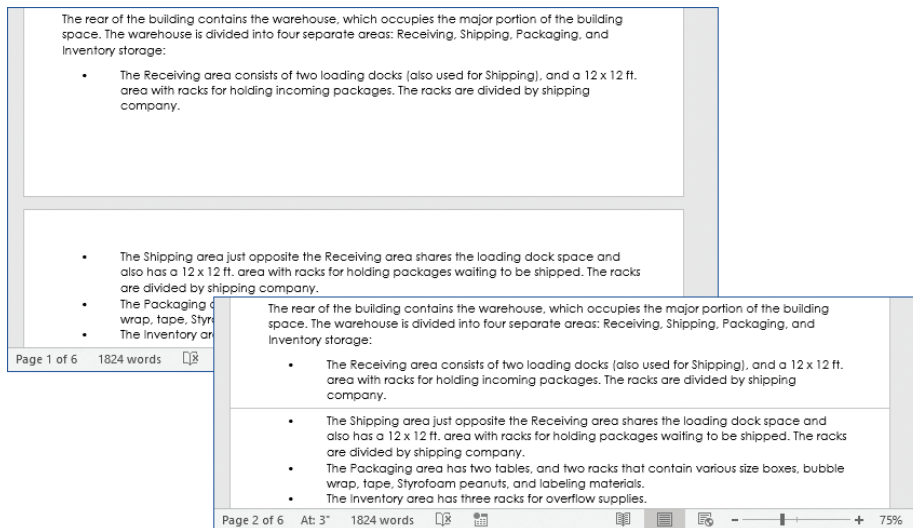 The rear of the building contains the warehouse, which occupies the major portion of the building
space. The warehouse is divided into four separate areas: Receiving, Shipping, Packaging, and
Inventory storage:
• The Receiving area consists of two loading docks (also used for Shipping), and a 12 x 12 ft.
area with racks for holding incoming packages. The racks are divided by shipping
company.
• The Shipping area just opposite the Receiving area shares the loading dock space and
also has a 12 x 12 ft. area with racks for holding packages waiting to be shipped. The racks
are divided by shipping company.
• The Packaging
wrap, tape,
• The Inventory
Page 1 of 6 1824 words
The rear of the building contains the warehouse, which occupies the major portion of the building
space. The warehouse is divided into four separate areas: Receiving, Shipping, Packaging, and
Inventory storage:
• The Receiving area consists of two loading docks (also used for Shipping), and a 12 x 12 ft.
area with racks for holding incoming packages. The racks are divided by shipping
company.
• The Shipping area just opposite the Receiving area shares the loading dock space and
also has a 12 x 12 ft. area with racks for holding packages waiting to be shipped. The racks
are divided by shipping company.
• The Packaging area has two tables, and two racks that contain various size boxes, bubble
wrap, tape, Styrofoam peanuts, and labeling materials.
• The Inventory area has three racks for overflow supplies.
Page 2 of 6 At: 3" 1824 words 75%